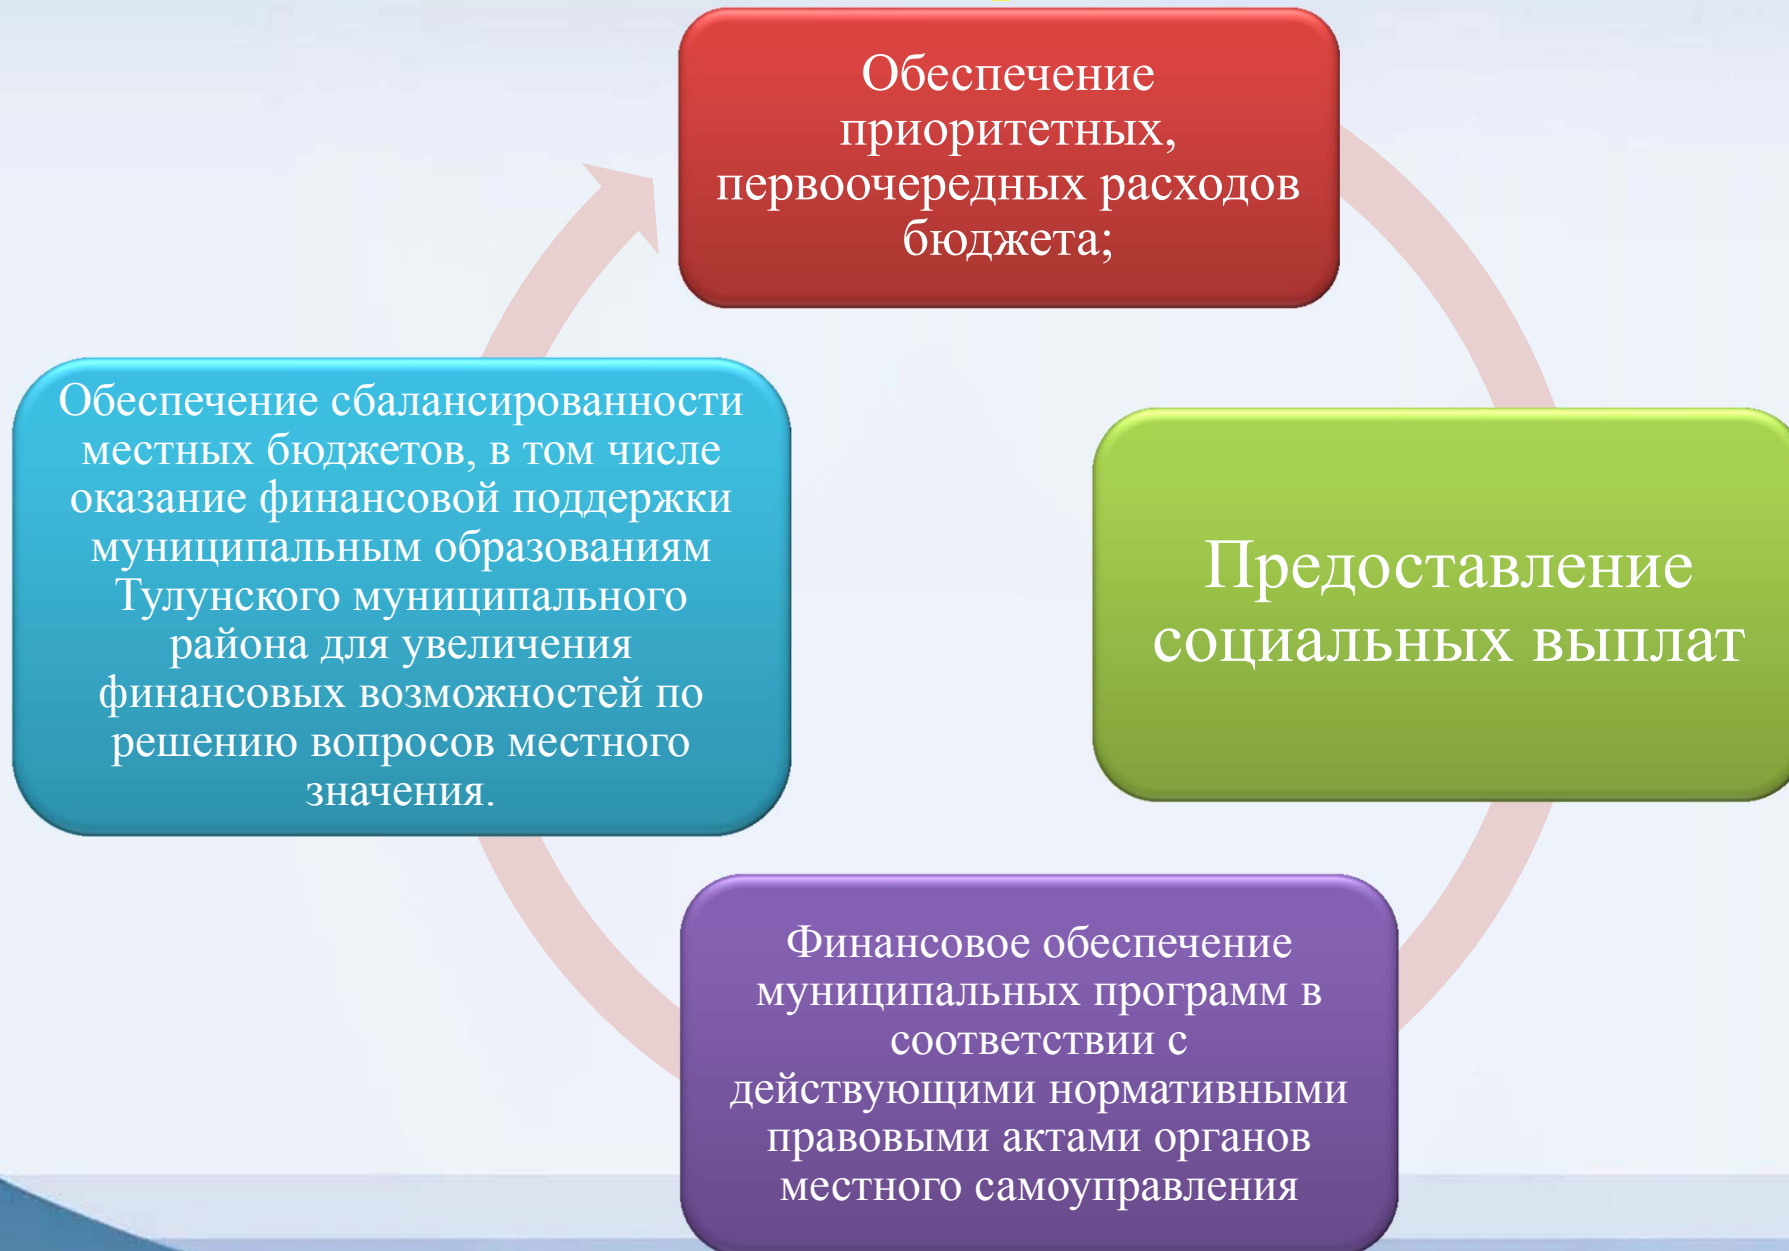 Обеспечение
приоритетных,
первоочередных расходов
бюджета;
Предоставление
социальных выплат
Финансовое обеспечение
муниципальных программ в
соответствии с
действующими нормативными
правовыми актами органов
местного самоуправления
Обеспечение сбалансированности
местных бюджетов, в том числе
оказание финансовой поддержки
муниципальным образованиям
Тулунского муниципального
района для увеличения
финансовых возможностей по
решению вопросов местного
значения.